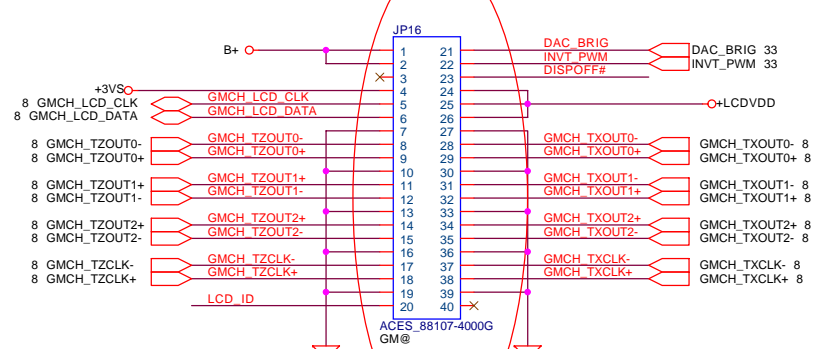 JP16
B+ 1 21 DAC_BRIG DAC_BRIG 33
2 22 INVT_PWM INVT_PWM 33
3 23 DISPOFF#
+3VS 4 24
8 GMCH_LCD_CLK GMCH_LCD_CLK 5 25 +LCDVDD
8 GMCH_LCD_DATA GMCH_LCD_DATA 6 26
7 27
8 GMCH_TZOUT0- GMCH_TZOUT0- 8 28 GMCH_TXOUT0- GMCH_TXOUT0- 8
8 GMCH_TZOUT0+ GMCH_TZOUT0+ 9 29 GMCH_TXOUT0+ GMCH_TXOUT0+ 8
10 30
8 GMCH_TZOUT1+ GMCH_TZOUT1+ 11 31 GMCH_TXOUT1- GMCH_TXOUT1- 8
8 GMCH_TZOUT1- GMCH_TZOUT1- 12 32 GMCH_TXOUT1+ GMCH_TXOUT1+ 8
13 33
8 GMCH_TZOUT2+ GMCH_TZOUT2+ 14 34 GMCH_TXOUT2+ GMCH_TXOUT2+ 8
8 GMCH_TZOUT2- GMCH_TZOUT2- 15 35 GMCH_TXOUT2- GMCH_TXOUT2- 8
16 36
8 GMCH_TZCLK- GMCH_TZCLK- 17 37 GMCH_TXCLK- GMCH_TXCLK- 8
8 GMCH_TZCLK+ GMCH_TZCLK+ 18 38 GMCH_TXCLK+ GMCH_TXCLK+ 8
19 39
LCD_ID 20 40
ACES_88107-4000G
GM@